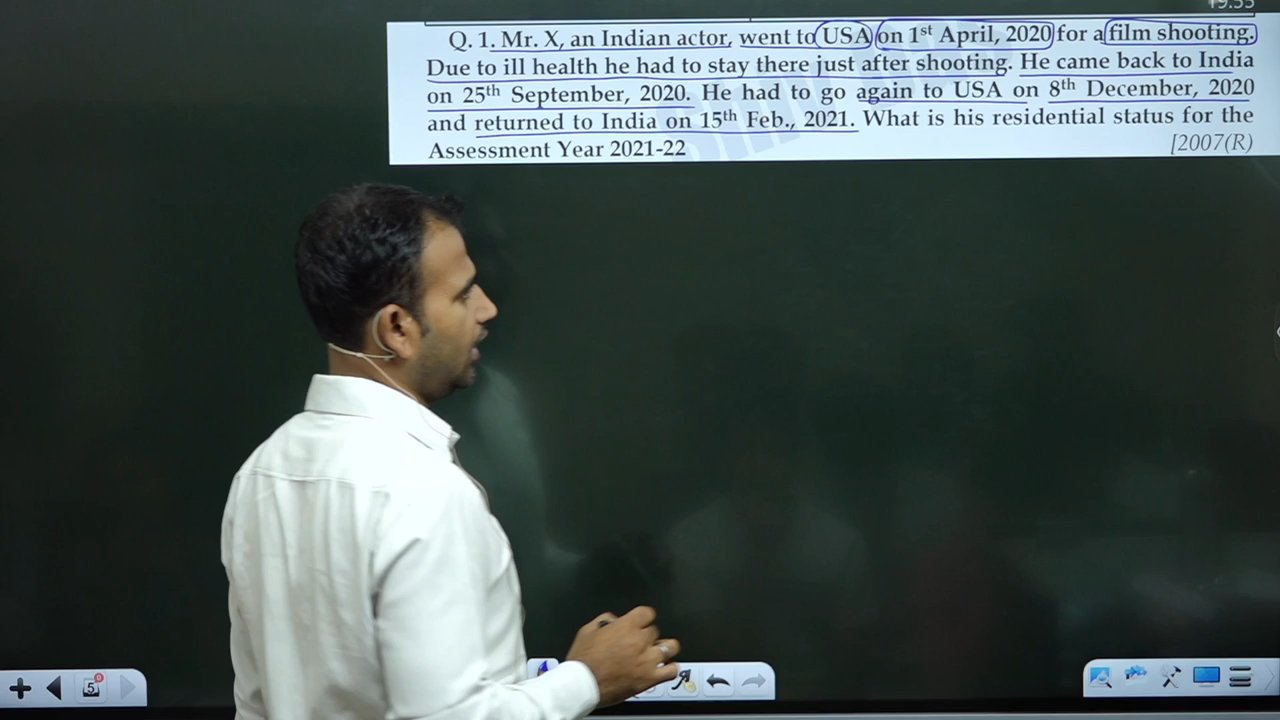 19:55
Q. 1. Mr. X, an Indian actor, went to USA on 1st April, 2020 for a film shooting.
Due to ill health he had to stay there just after shooting. He came back to India
on 25th September, 2020. He had to go again to USA on 8th December, 2020
and returned to India on 15th Feb., 2021. What is his residential status for the
Assessment Year 2021-22 [2007(R)
5